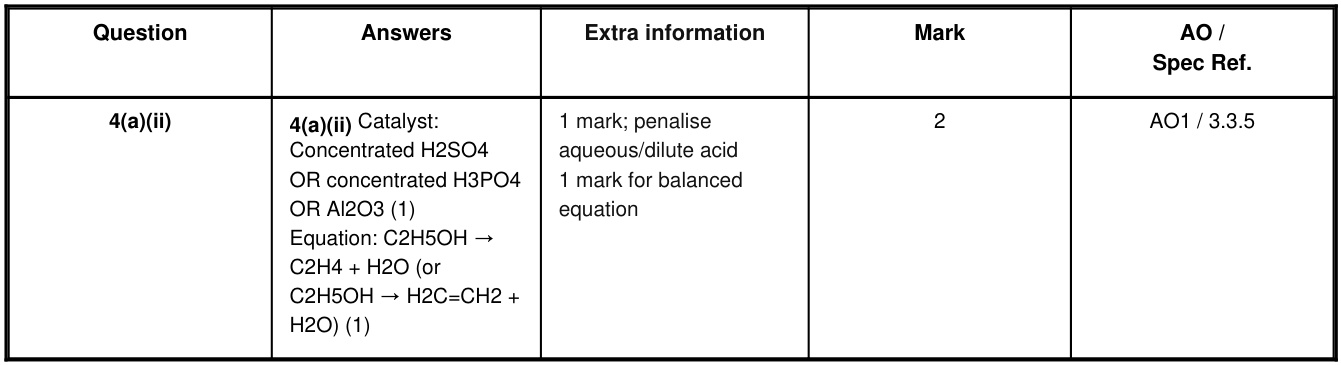 Question
Answers
Extra information
Mark
AO /
Spec Ref.
4(a)(ii)
4(a)(ii) Catalyst:
Concentrated H2SO4
OR concentrated H3PO4
OR Al2O3 (1)
Equation: C2H5OH →
C2H4 + H2O (or
C2H5OH → H2C=CH2 +
H2O) (1)
1 mark; penalise
aqueous/dilute acid
1 mark for balanced
equation
2
AO1 / 3.3.5